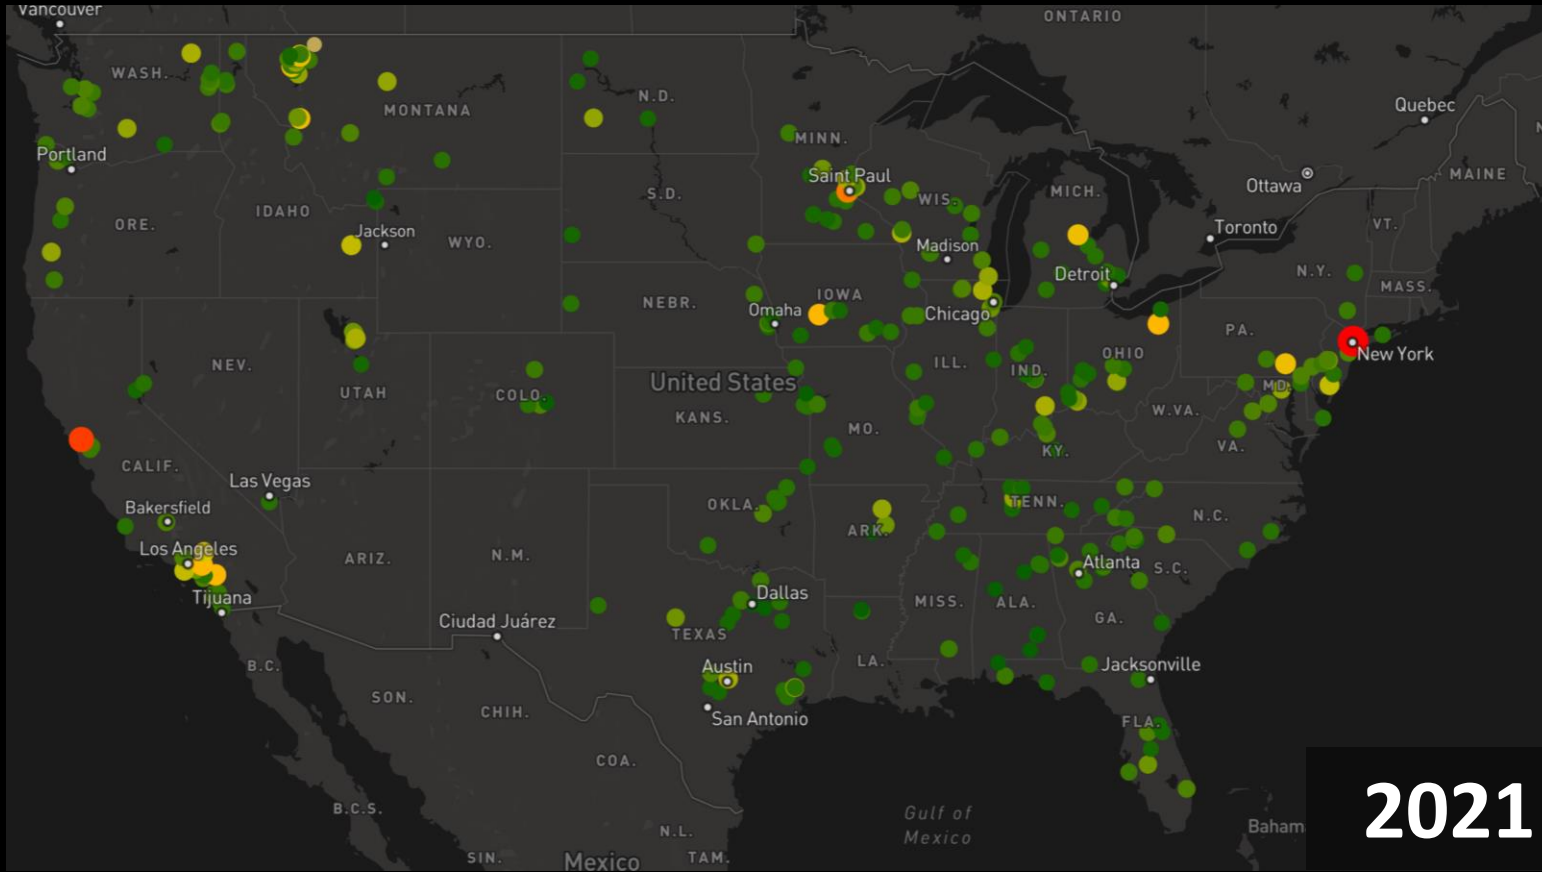 Vancouver
ONTARIO
WASH.
MONTANA
N.D.
Quebec
MINN.
Portland
Saint Paul
MAINE
Ottawa
S.D.
MICH.
WIS.
IDAHO
ORE.
Jackson
WYO.
Toronto
VT.
Madison
N.Y.
Detroit
MASS.
IOWA
NEBR.
Omaha
Chicago
PA.
New York
OHIO
NEV.
ILL.
IND.
United States
UTAH
COLO.
MD.
KANS.
W.VA.
MO.
VA.
KY.
CALIF.
Las Vegas
Bakersfield
OKLA.
TENN.
N.C.
ARK.
Los Angeles
ARIZ.
N.M.
Atlanta
S.C.
Tijuana
Dallas
MISS.
ALA.
GA.
Ciudad Juárez
TEXAS
B.C.
Austin
LA.
Jacksonville
SON.
CHIH.
San Antonio
FLA.
COA.
B.C.S.
Gulf of
Mexico
Baham
2021
N.L.
SIN.
Mexico
TAM.